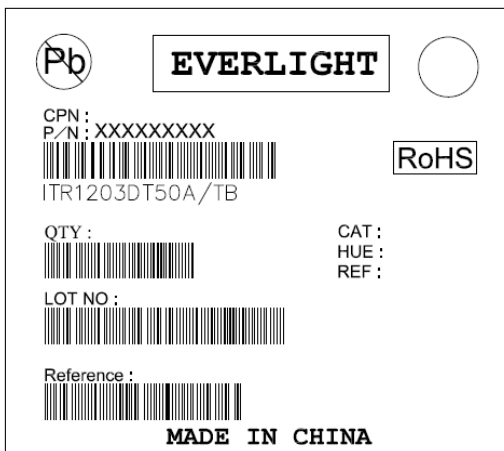 Pb
EVERLIGHT
CPN :
P/N : XXXXXXXXX
RoHS
ITR1203DT50A/TB
QTY :
CAT :
HUE :
REF :
LOT NO :
Reference :
MADE IN CHINA